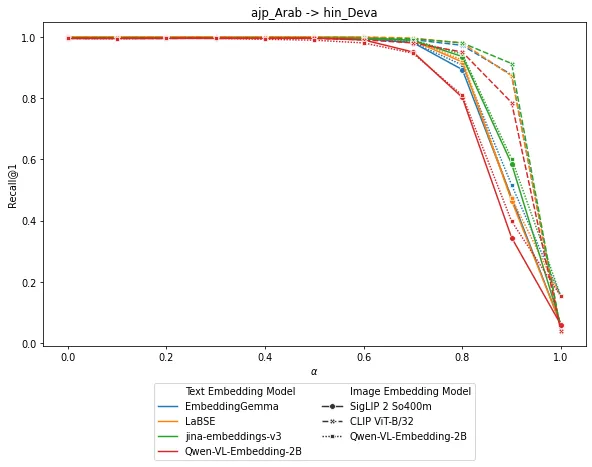 ajp_Arab -> hin_Deva
1.0
0.8
0.6
0.4
0.2
0.0
Recall@1
0.0 0.2 0.4 0.6 0.8 1.0
α
Text Embedding Model Image Embedding Model
EmbeddingGemma SigLIP 2 So400m
LaBSE CLIP ViT-B/32
jina-embeddings-v3 Qwen-VL-Embedding-2B
Qwen-VL-Embedding-2B